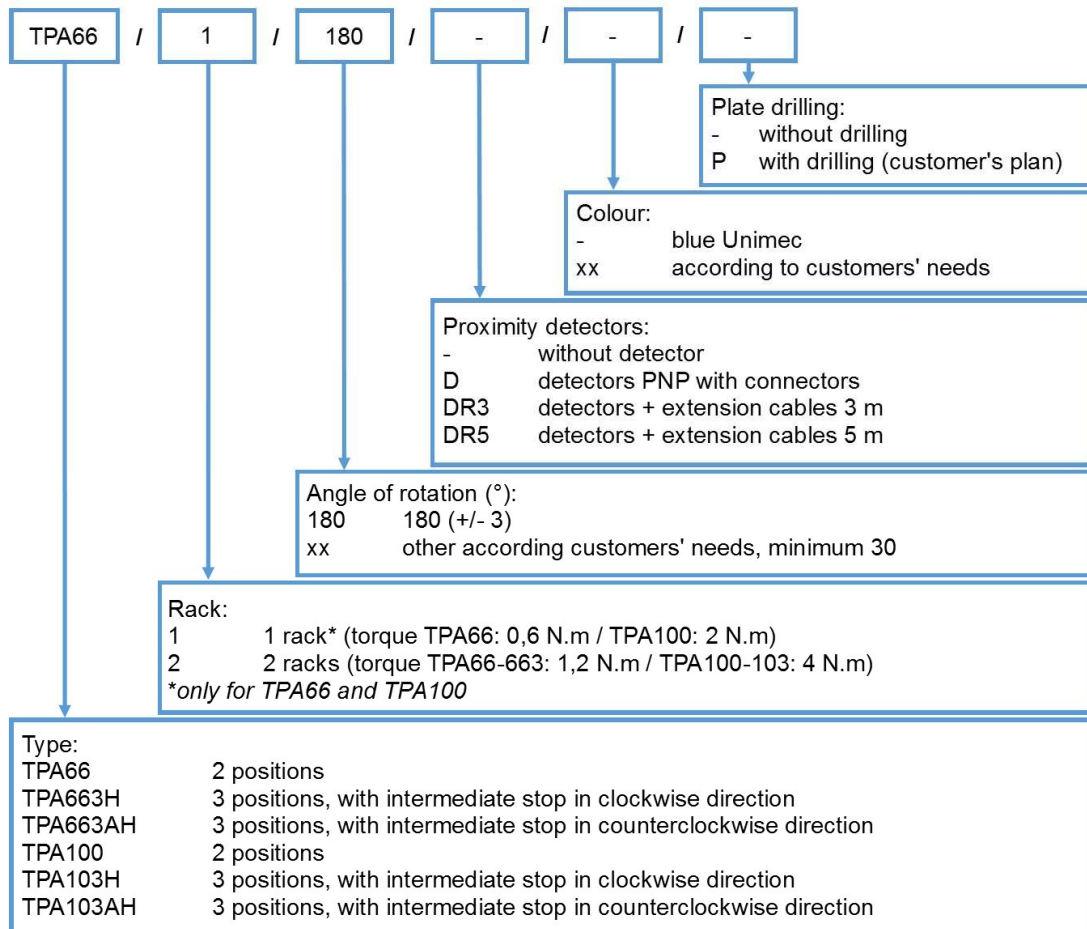 TPA66 / 1 / 180 / - / - / -
Plate drilling:
- without drilling
P with drilling (customer's plan)
Colour:
- blue Unimec
xx according to customers' needs
Proximity detectors:
- without detector
D detectors PNP with connectors
DR3 detectors + extension cables 3 m
DR5 detectors + extension cables 5 m
Angle of rotation (°):
180 180 (+/- 3)
xx other according customers' needs, minimum 30
Rack:
1 1 rack* (torque TPA66: 0,6 N.m / TPA100: 2 N.m)
2 2 racks (torque TPA66-663: 1,2 N.m / TPA100-103: 4 N.m)
*only for TPA66 and TPA100
Type:
TPA66 2 positions
TPA663H 3 positions, with intermediate stop in clockwise direction
TPA663AH 3 positions, with intermediate stop in counterclockwise direction
TPA100 2 positions
TPA103H 3 positions, with intermediate stop in clockwise direction
TPA103AH 3 positions, with intermediate stop in counterclockwise direction